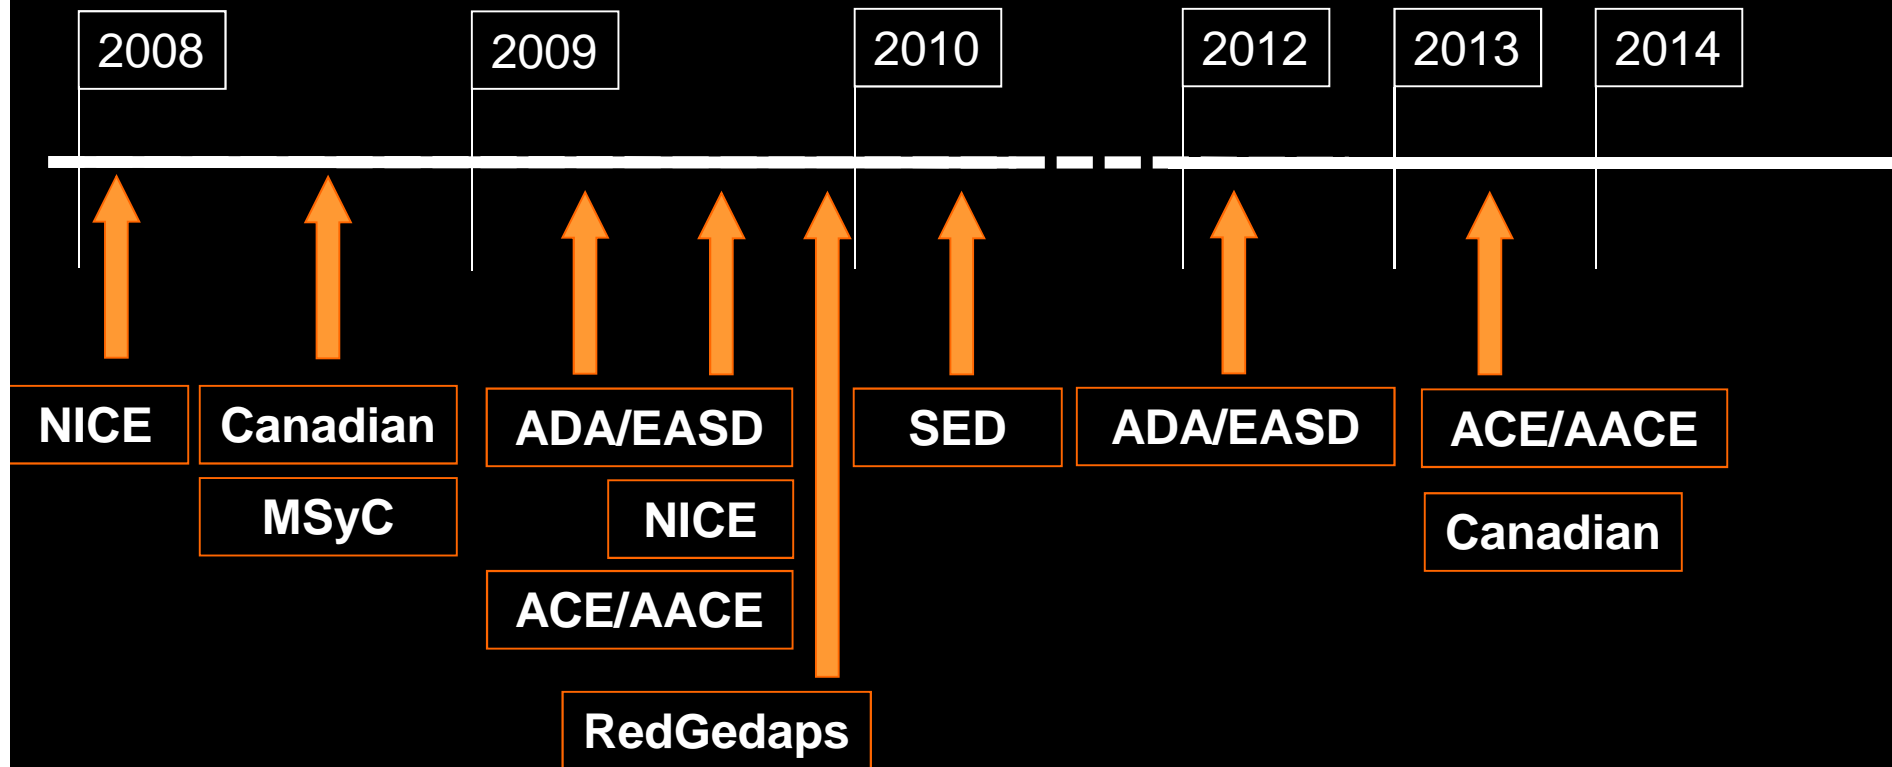 2008
2009
2010
2012
2013
2014
NICE
Canadian
ADA/EASD
SED
ADA/EASD
ACE/AACE
MSyC
NICE
Canadian
ACE/AACE
RedGedaps